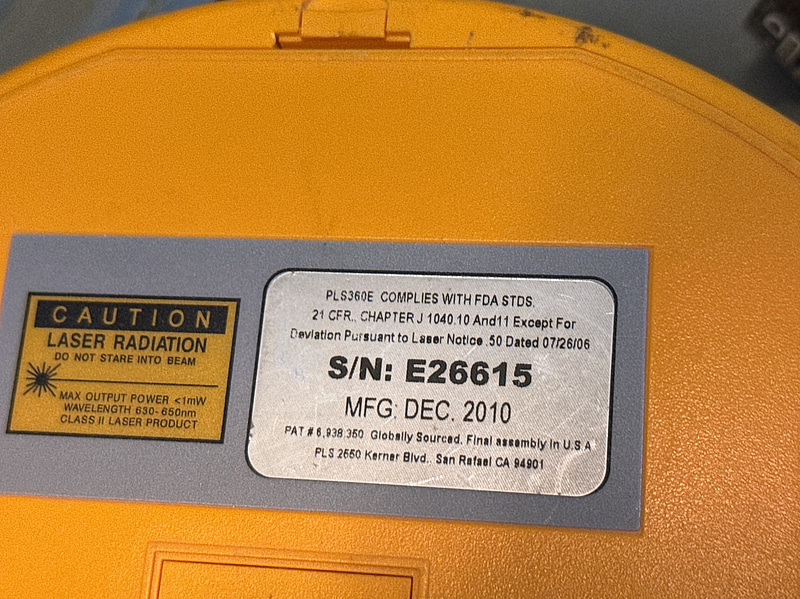 CAUTION
LASER RADIATION
DO NOT STARE INTO BEAM
MAX OUTPUT POWER <1mW
WAVELENGTH 630-650nm
CLASS II LASER PRODUCT
PLS360E COMPLIES WITH FDA STDS.
21 CFR., CHAPTER J 1040.10 And11 Except For
Deviation Pursuant to Laser Notice .50 Dated 07/26/06
S/N: E26615
MFG: DEC. 2010
PAT # 6,938,350 Globally Sourced, Final assembly in U.S.A
PLS 2550 Kerner Blvd., San Rafael CA 94901